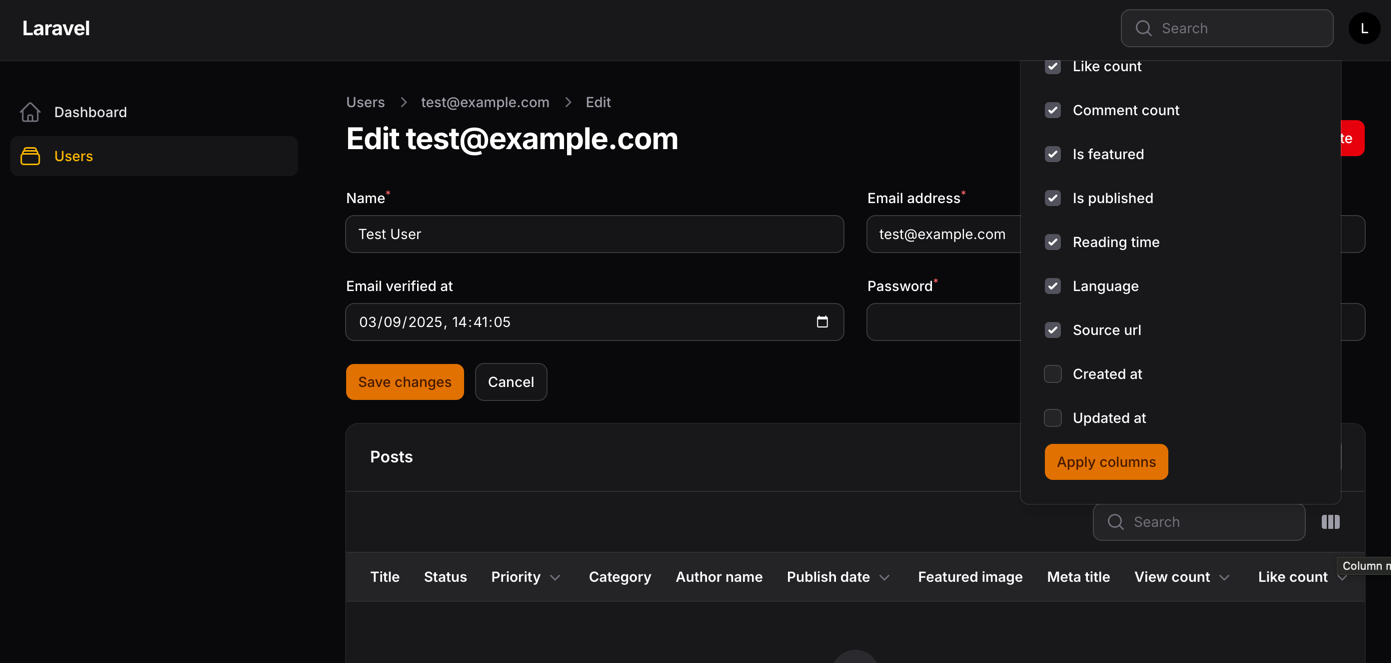 Laravel
Search
L
Dashboard
Users
Users > test@example.com > Edit
Edit test@example.com
Name*
Test User
Email address*
test@example.com
Email verified at
03/09/2025, 14:41:05
Password*
Save changes
Cancel
Like count
Comment count
Is featured
Is published
Reading time
Language
Source url
Created at
Updated at
Apply columns
Posts
Search
Title Status Priority Category Author name Publish date Featured image Meta title View count Like count
Column